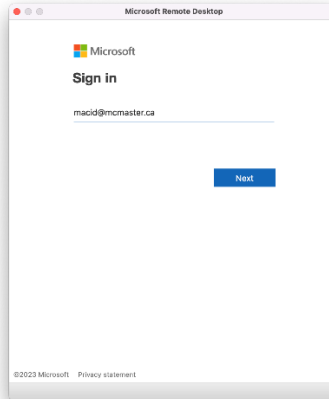 Microsoft Remote Desktop
Microsoft
Sign in
macid@mcmaster.ca
Next
©2023 Microsoft Privacy statement